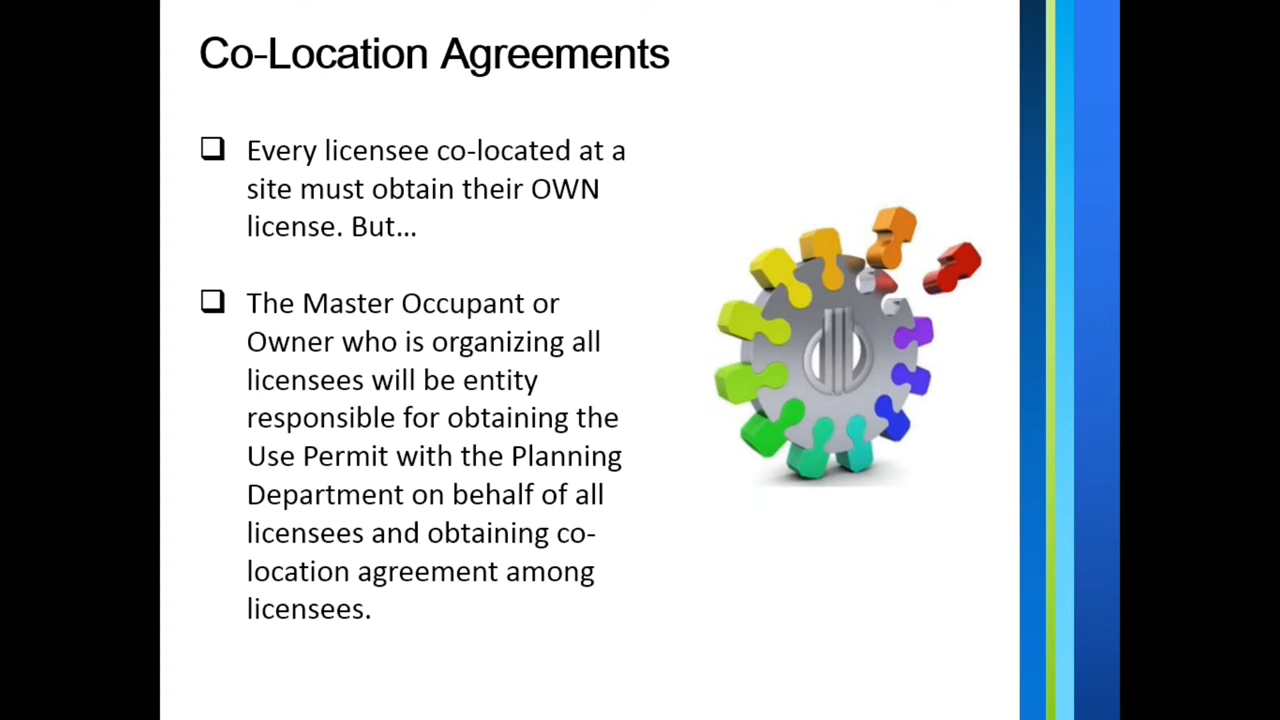 Co-Location Agreements
Every licensee co-located at a
site must obtain their OWN
license. But...
The Master Occupant or
Owner who is organizing all
licensees will be entity
responsible for obtaining the
Use Permit with the Planning
Department on behalf of all
licensees and obtaining co-
location agreement among
licensees.